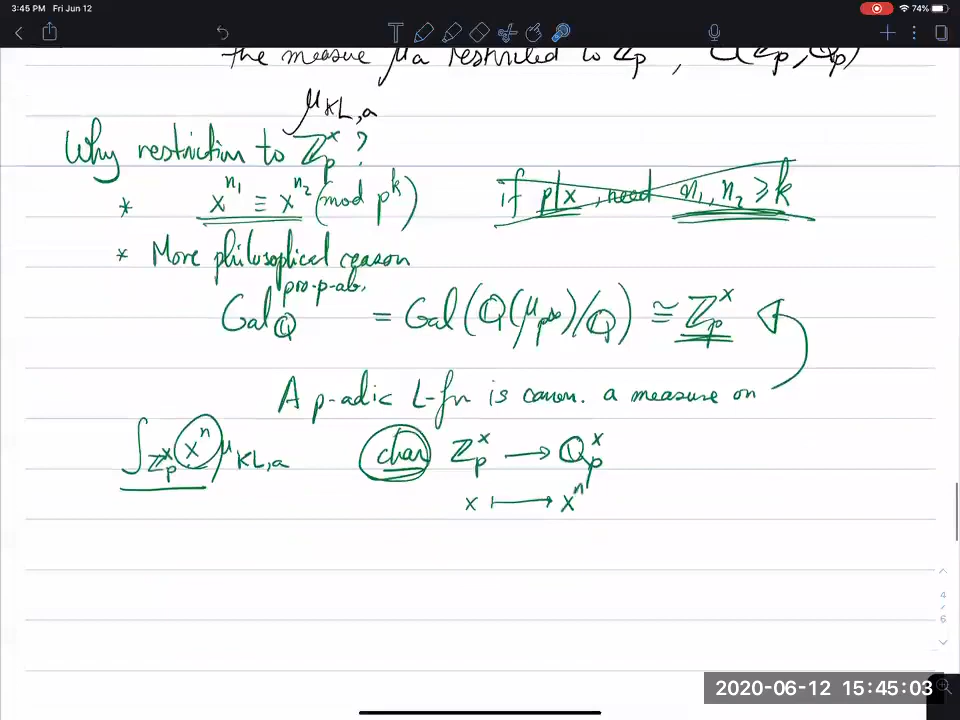 3:45 PM Fri Jun 12
74%
the measure μa restricted to ℤp , C(ℤp, ℚp)
μKL,a
Why restriction to ℤp^× ?
* x^{n1} ≡ x^{n2} (mod p^k) if p|x, need n1, n2 ≥ k
* More philosophical reason
Gal_ℚ^{pro-p-ab.} = Gal(ℚ(μp∞)/ℚ) ≅ ℤp^×
A p-adic L-fn is canon. a measure on
∫_{ℤp^×} x^n μKL,a char ℤp^× → ℚp^×
x ⟼ x^n
4
/
6
2020-06-12 15:45:03